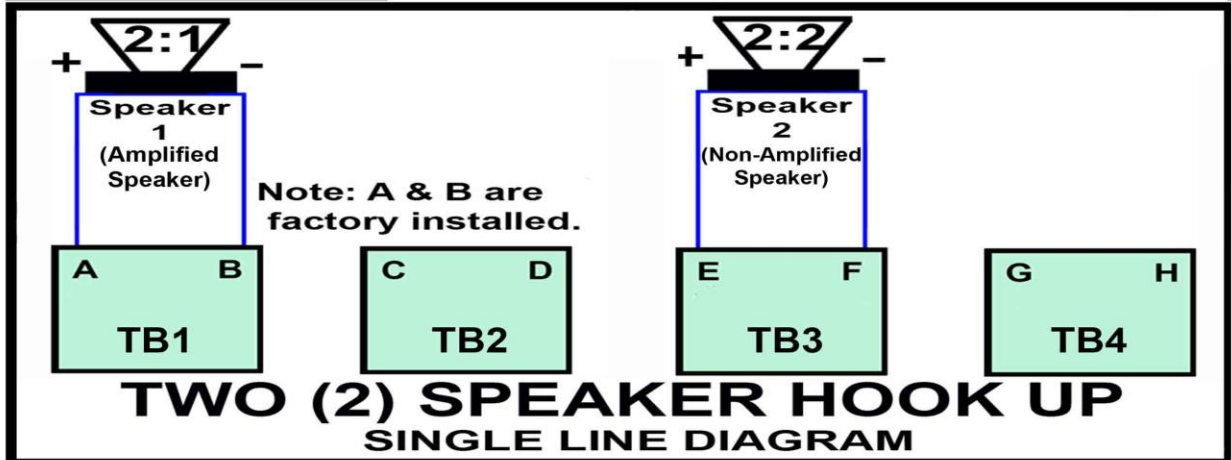 2:1
+ −
Speaker
1
(Amplified
Speaker)
Note: A & B are
factory installed.
2:2
+ −
Speaker
2
(Non-Amplified
Speaker)
A B
TB1
C D
TB2
E F
TB3
G H
TB4
TWO (2) SPEAKER HOOK UP
SINGLE LINE DIAGRAM